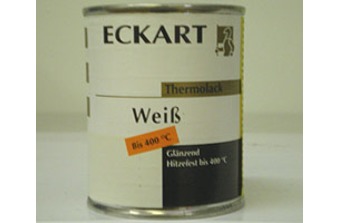 ECKART
Thermolack
Weiß
Bis 400 °C
Glänzend
Hitzefest bis 400 °C